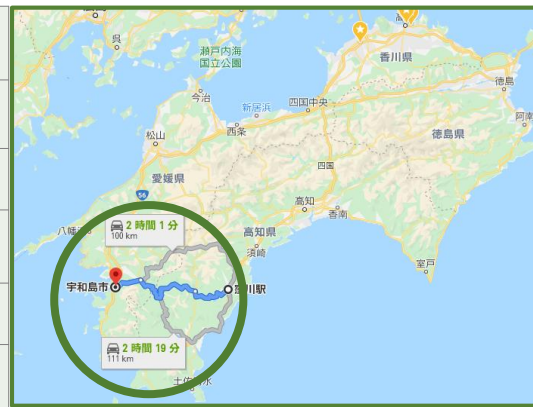 呉
瀬戸内海
国立公園
香川県
今治
新居浜
四国中央
徳島
松山
西条
阿南
徳島県
愛媛県
四国
56
高知
香南
高知県
2 時間 1 分
100 km
須崎
室戸
宇和島市
窪川駅
2 時間 19 分
111 km